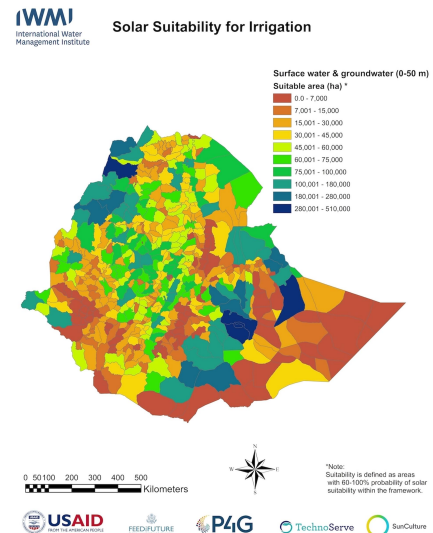 IWMI
International Water
Management Institute
Solar Suitability for Irrigation
Surface water & groundwater (0-50 m)
Suitable area (ha) *
0.0 - 7,000
7,001 - 15,000
15,001 - 30,000
30,001 - 45,000
45,001 - 60,000
60,001 - 75,000
75,001 - 100,000
100,001 - 180,000
180,001 - 280,000
280,001 - 510,000
N
W E
S
0 50 100 200 300 400 500
Kilometers
*Note:
Suitability is defined as areas
with 60-100% probability of solar
suitability within the framework.
USAID
FROM THE AMERICAN PEOPLE
FEED THE FUTURE
P4G
TechnoServe
SunCulture